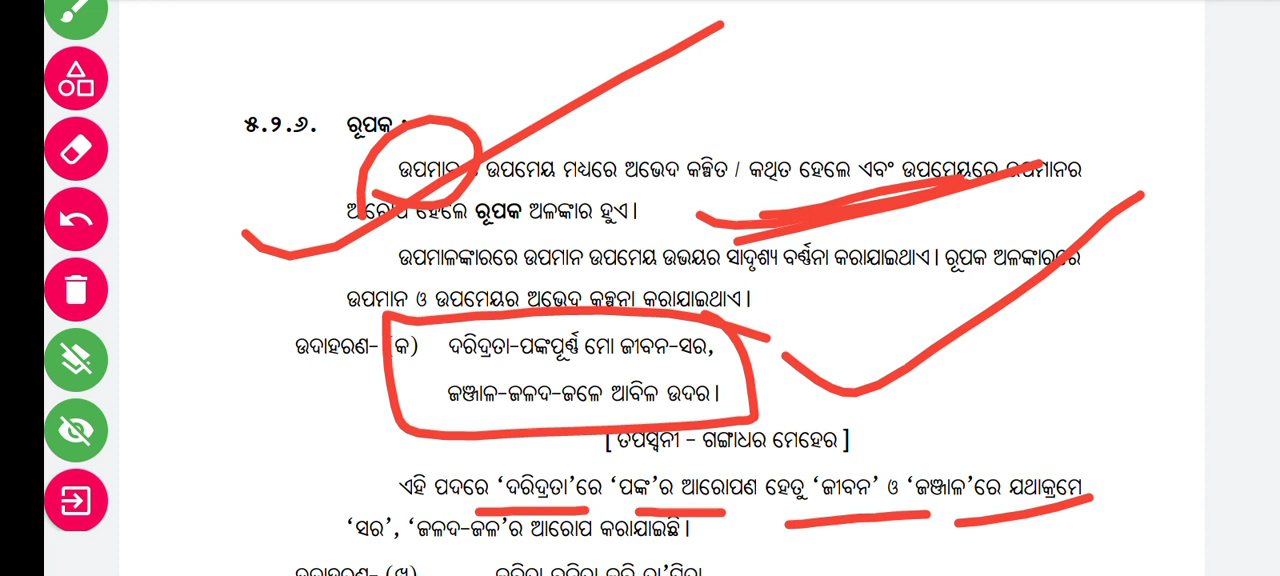 ୫.୨.୬. ରୂପକ :
ଉପମାନ ଓ ଉପମେୟ ମଧ୍ୟରେ ଅଭେଦ କଳ୍ପିତ / କଥିତ ହେଲେ ଏବଂ ଉପମେୟରେ ଉପମାନର
ଆରୋପ ହେଲେ ରୂପକ ଅଳଙ୍କାର ହୁଏ।
ଉପମାଳଙ୍କାରରେ ଉପମାନ ଉପମେୟ ଉଭୟର ସାଦୃଶ୍ୟ ବର୍ଣ୍ଣନା କରାଯାଇଥାଏ। ରୂପକ ଅଳଙ୍କାରରେ
ଉପମାନ ଓ ଉପମେୟର ଅଭେଦ କଳ୍ପନା କରାଯାଇଥାଏ।
ଉଦାହରଣ- (କ) ଦରିଦ୍ରତା-ପଙ୍କପୂର୍ଣ୍ଣ ମୋ ଜୀବନ-ସର,
ଜଞ୍ଜାଳ-ଜଳଦ-ଜଳେ ଆବିଳ ଉଦର।
[ ତପସ୍ୱିନୀ - ଗଙ୍ଗାଧର ମେହେର ]
ଏହି ପଦରେ ‘ଦରିଦ୍ରତା’ରେ ‘ପଙ୍କ’ର ଆରୋପଣ ହେତୁ ‘ଜୀବନ’ ଓ ‘ଜଞ୍ଜାଳ’ରେ ଯଥାକ୍ରମେ
‘ସର’, ‘ଜଳଦ-ଜଳ’ର ଆରୋପ କରାଯାଇଛି।
ଉଦାହରଣ- (ଖ)